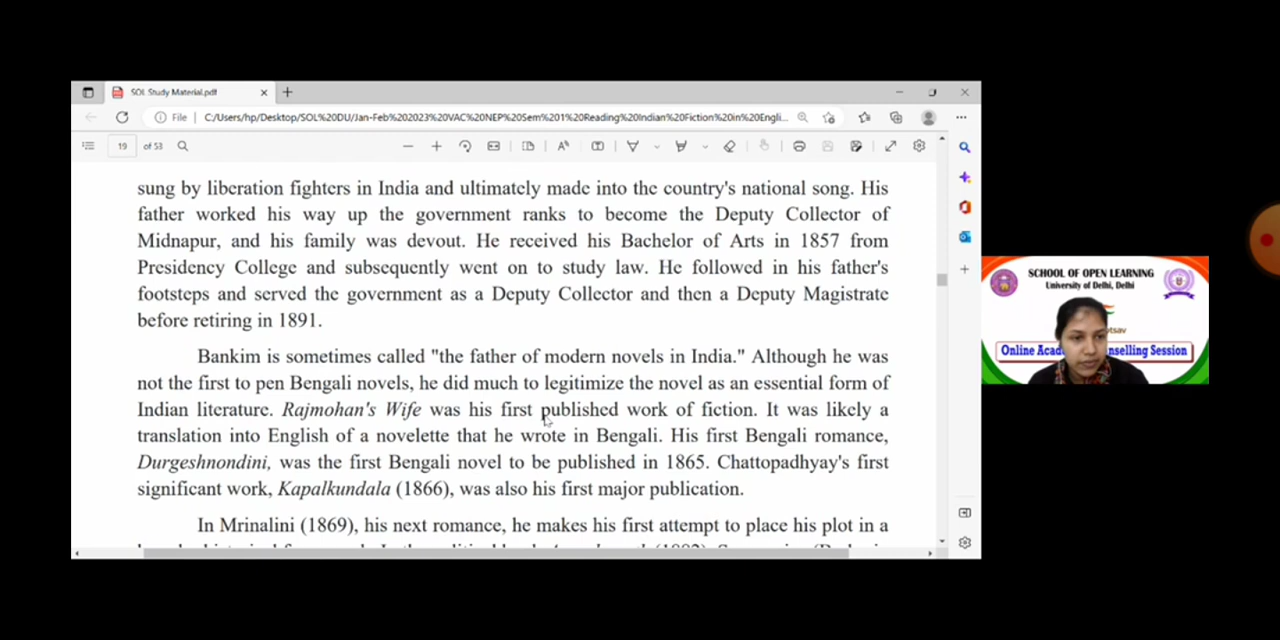 SOL Study Material.pdf
File
C:/Users/hp/Desktop/SOL%20DU/Jan-Feb%202023%20VAC%20NEP%20Sem%201%20Reading%20Indian%20Fiction%20in%20Engli...
19 of 53
sung by liberation fighters in India and ultimately made into the country's national song. His
father worked his way up the government ranks to become the Deputy Collector of
Midnapur, and his family was devout. He received his Bachelor of Arts in 1857 from
Presidency College and subsequently went on to study law. He followed in his father's
footsteps and served the government as a Deputy Collector and then a Deputy Magistrate
before retiring in 1891.
Bankim is sometimes called "the father of modern novels in India." Although he was
not the first to pen Bengali novels, he did much to legitimize the novel as an essential form of
Indian literature. Rajmohan's Wife was his first published work of fiction. It was likely a
translation into English of a novelette that he wrote in Bengali. His first Bengali romance,
Durgeshnondini, was the first Bengali novel to be published in 1865. Chattopadhyay's first
significant work, Kapalkundala (1866), was also his first major publication.
In Mrinalini (1869), his next romance, he makes his first attempt to place his plot in a
SCHOOL OF OPEN LEARNING
University of Delhi, Delhi
Online Acad
nselling Session